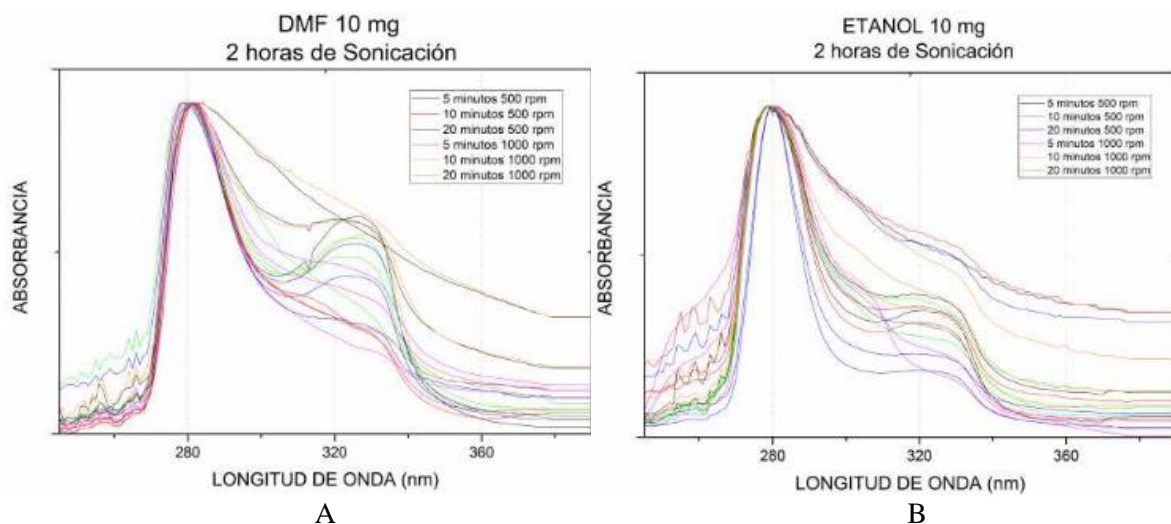 DMF 10 mg
2 horas de Sonicación
5 minutos 500 rpm
10 minutos 500 rpm
20 minutos 500 rpm
5 minutos 1000 rpm
10 minutos 1000 rpm
20 minutos 1000 rpm
ABSORBANCIA
280
320
360
LONGITUD DE ONDA (nm)
A
ETANOL 10 mg
2 horas de Sonicación
5 minutos 500 rpm
10 minutos 500 rpm
20 minutos 500 rpm
5 minutos 1000 rpm
10 minutos 1000 rpm
20 minutos 1000 rpm
ABSORBANCIA
280
320
360
LONGITUD DE ONDA (nm)
B